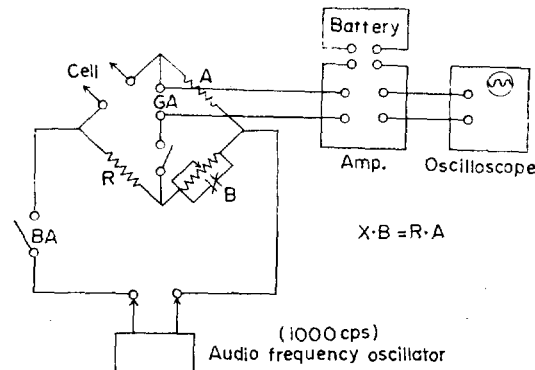 Battery
Cell
A
GA
R
B
BA
Amp.
Oscilloscope
X·B = R·A
(1000 cps)
Audio frequency oscillator